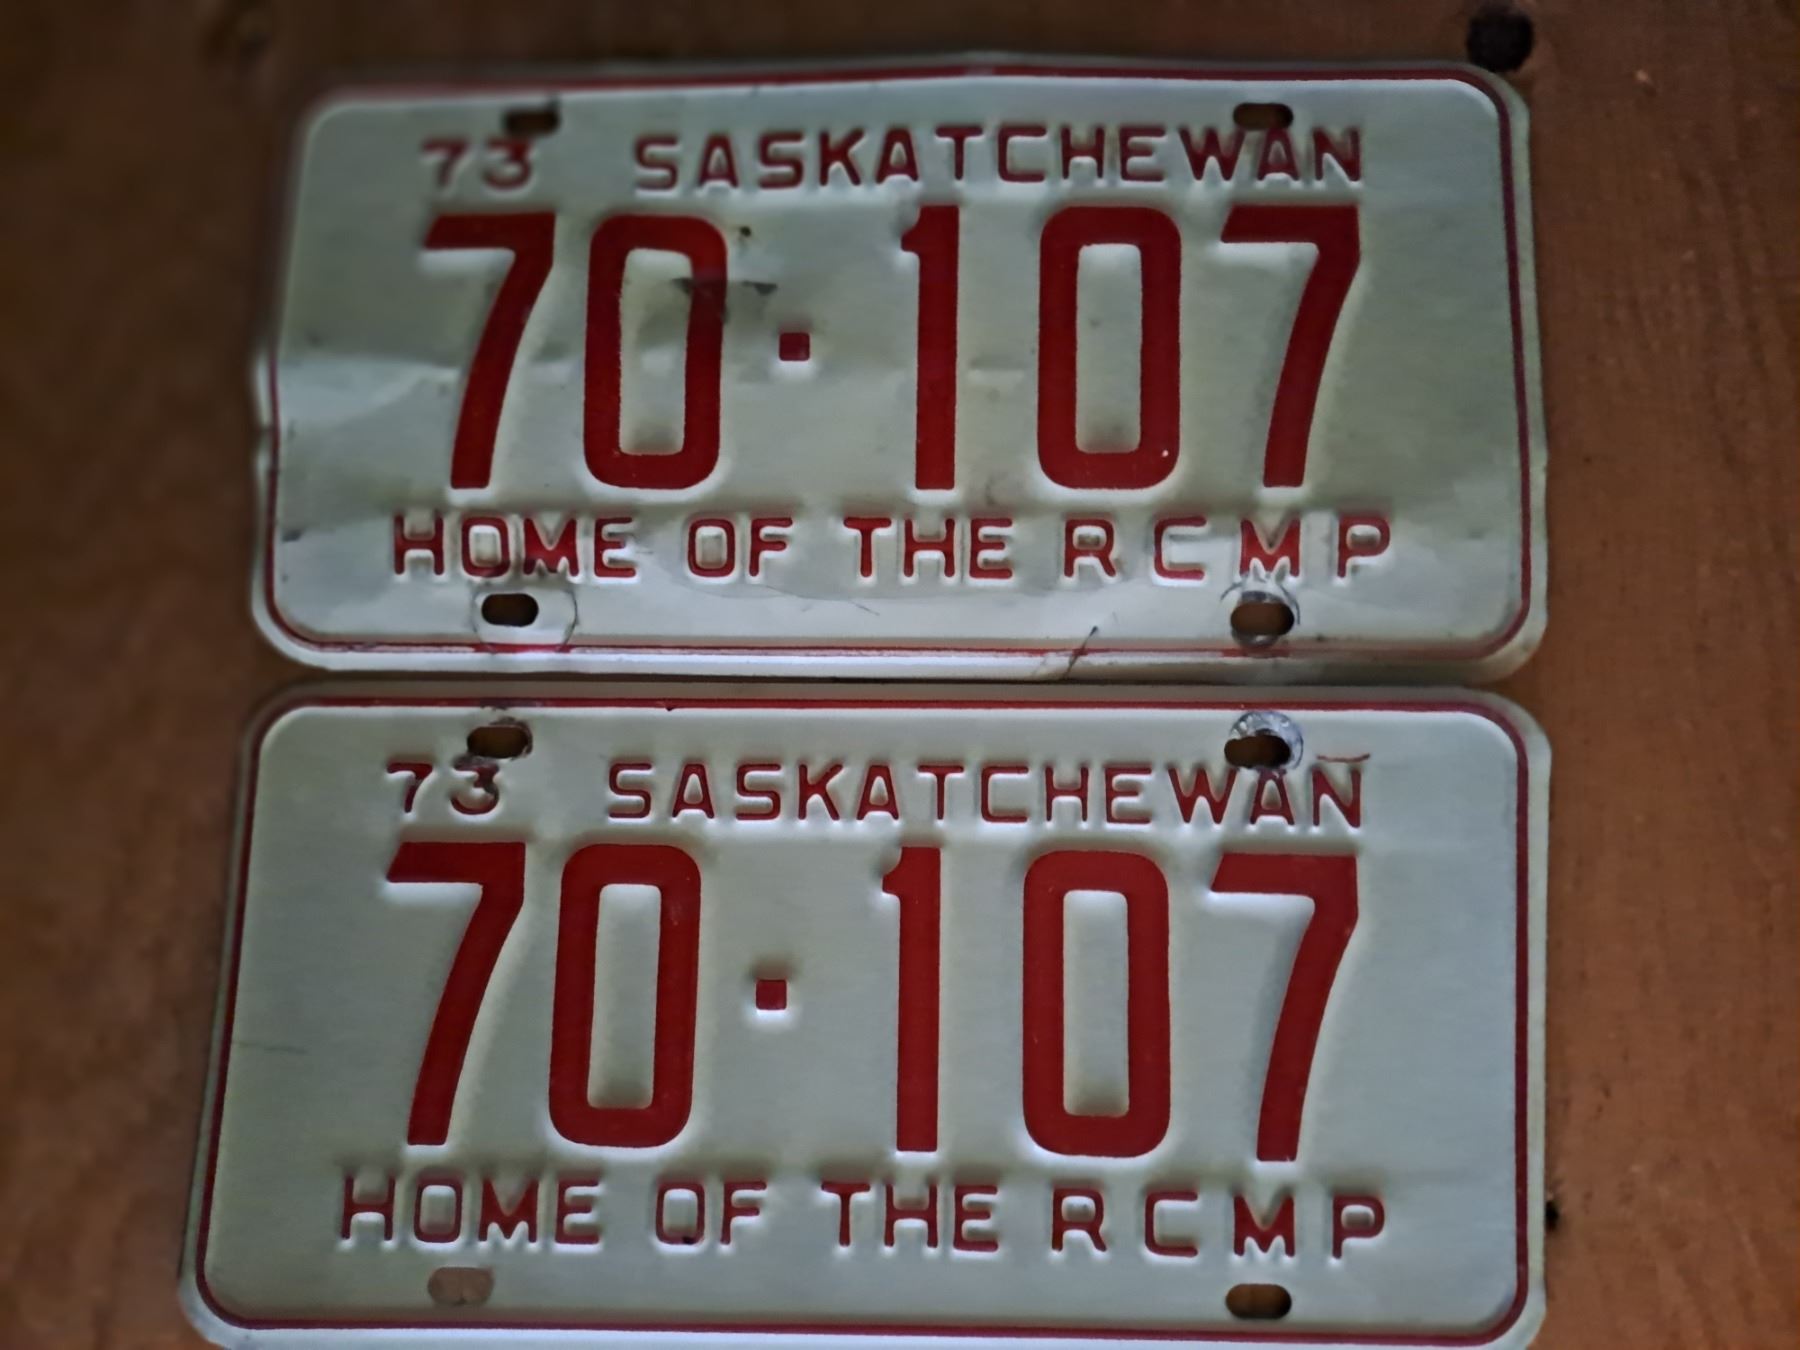 73 SASKATCHEWAN
70·107
HOME OF THE RCMP
73 SASKATCHEWAN
70·107
HOME OF THE RCMP